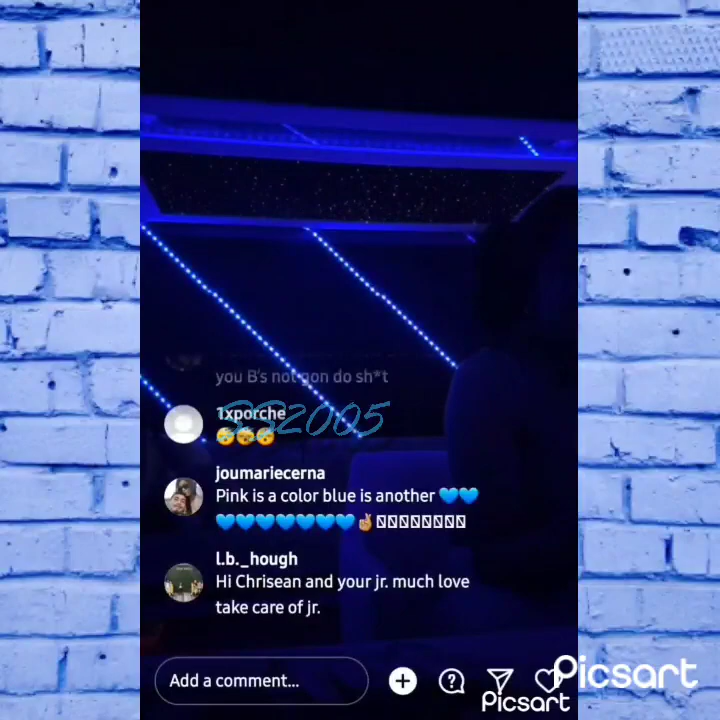 you B's not gon do sh*t
1xporche
SS2005
😴😴😴
joumariecerna
Pink is a color blue is another 💙💙
💙💙💙💙💙💙💙🤞🏽
l.b._hough
Hi Chrisean and your jr. much love
take care of jr.
Add a comment...
Picsart
Picsart